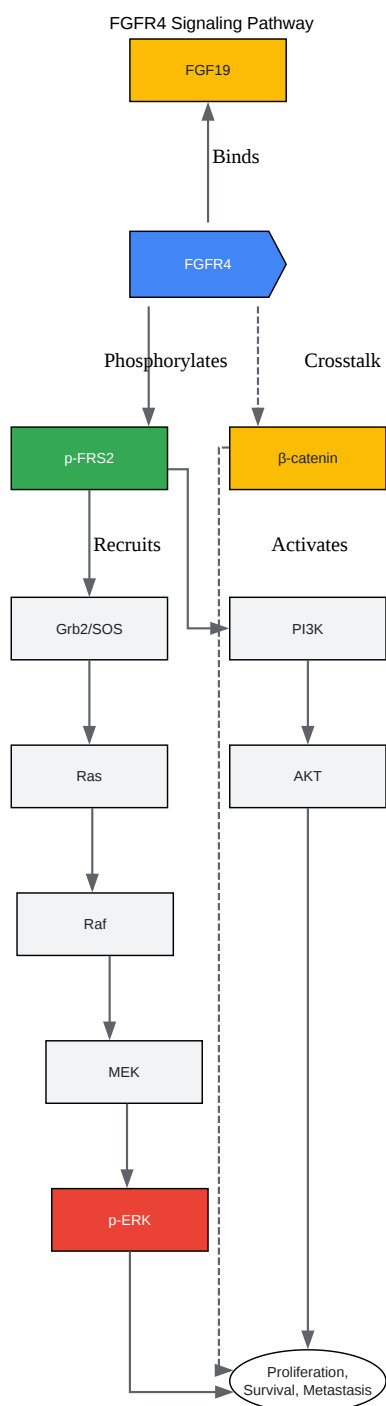 FGFR4 Signaling Pathway
FGF19
Binds
FGFR4
Phosphorylates
Crosstalk
p-FRS2
β-catenin
Recruits
Activates
Grb2/SOS
PI3K
Ras
AKT
Raf
MEK
p-ERK
Proliferation,
Survival, Metastasis